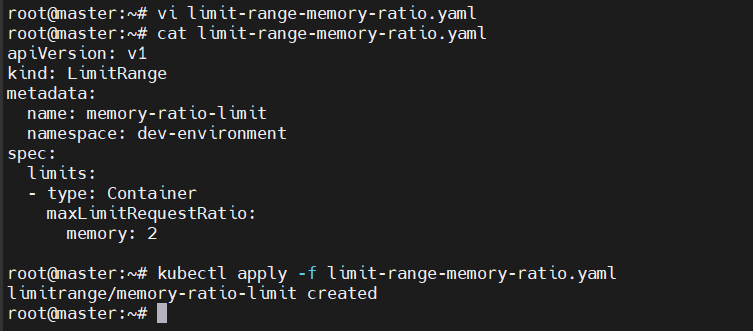 root@master:~# vi limit-range-memory-ratio.yaml
root@master:~# cat limit-range-memory-ratio.yaml
apiVersion: v1
kind: LimitRange
metadata:
  name: memory-ratio-limit
  namespace: dev-environment
spec:
  limits:
  - type: Container
    maxLimitRequestRatio:
      memory: 2

root@master:~# kubectl apply -f limit-range-memory-ratio.yaml
limitrange/memory-ratio-limit created
root@master:~#